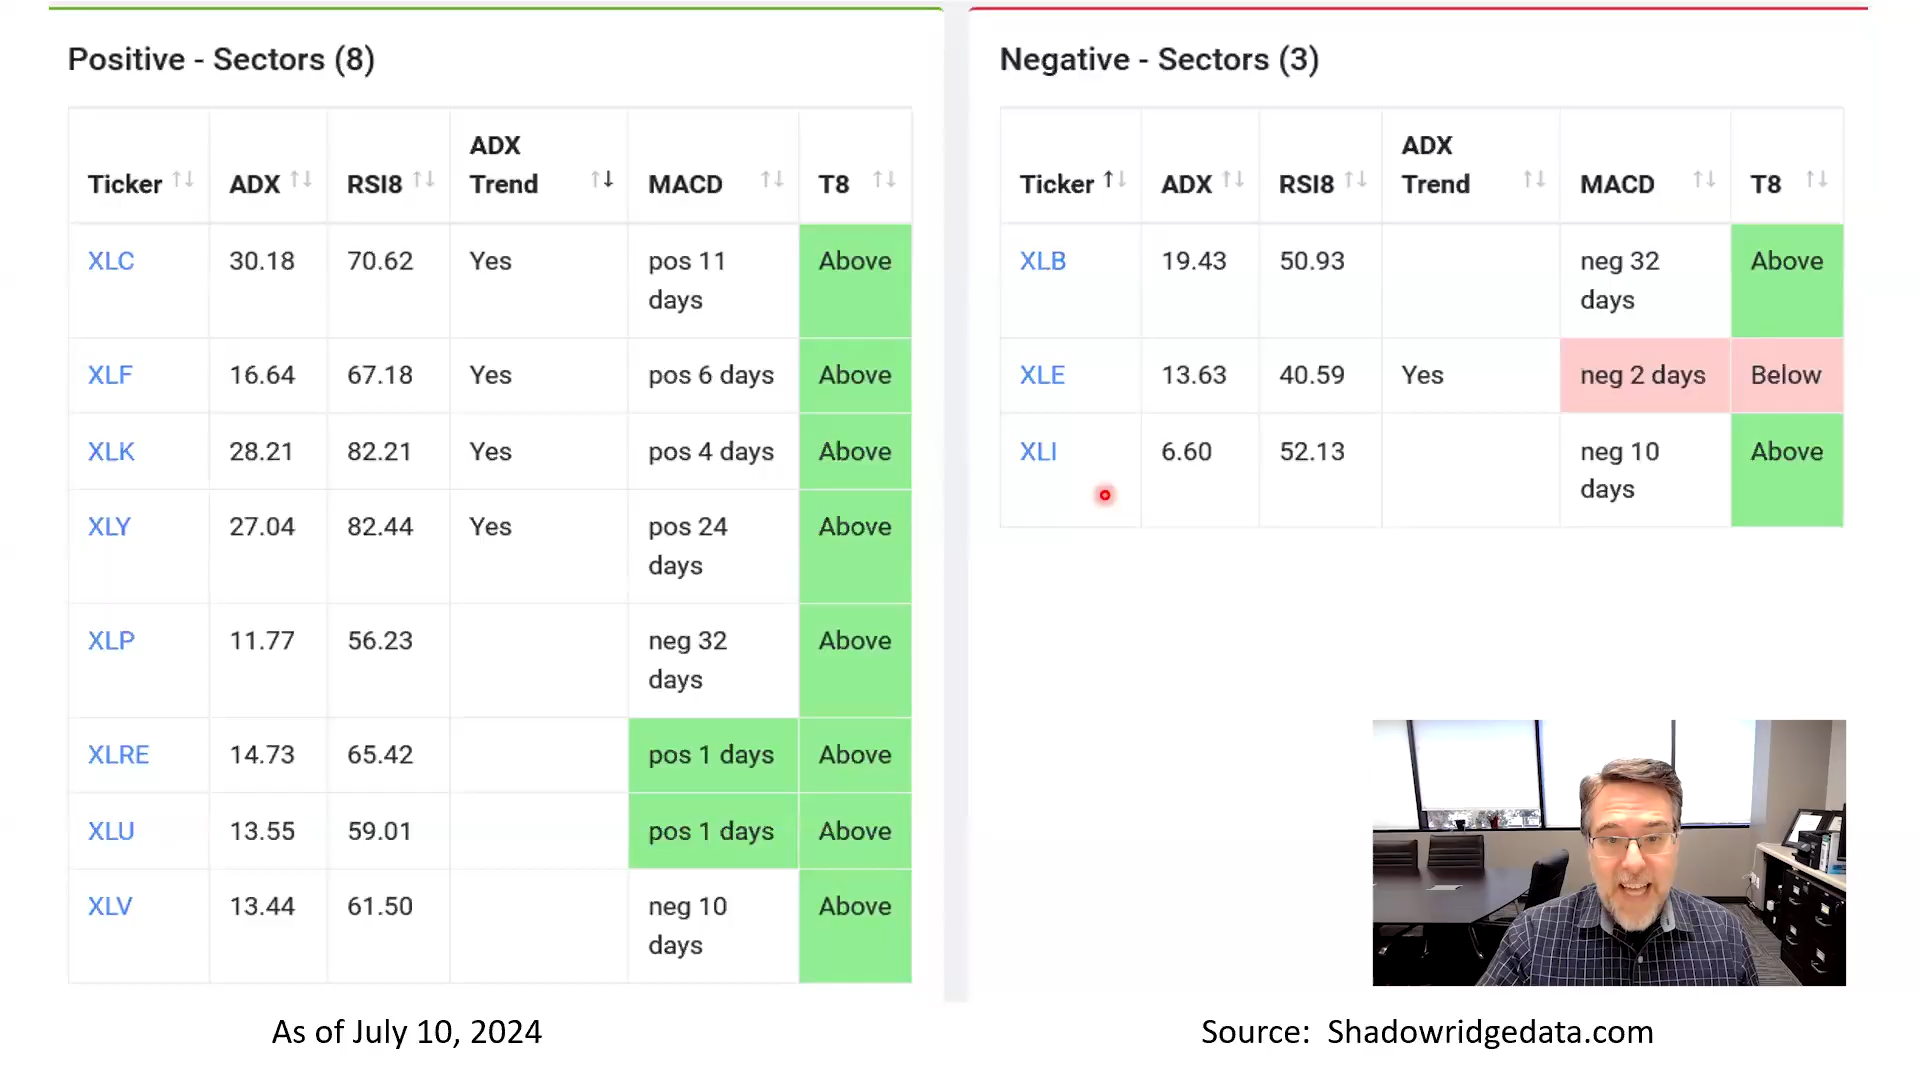 Positive - Sectors (8)
Ticker ADX RSI8 ADX Trend MACD T8
XLC 30.18 70.62 Yes pos 11 days Above
XLF 16.64 67.18 Yes pos 6 days Above
XLK 28.21 82.21 Yes pos 4 days Above
XLY 27.04 82.44 Yes pos 24 days Above
XLP 11.77 56.23 neg 32 days Above
XLRE 14.73 65.42 pos 1 days Above
XLU 13.55 59.01 pos 1 days Above
XLV 13.44 61.50 neg 10 days Above
Negative - Sectors (3)
Ticker ADX RSI8 ADX Trend MACD T8
XLB 19.43 50.93 neg 32 days Above
XLE 13.63 40.59 Yes neg 2 days Below
XLI 6.60 52.13 neg 10 days Above
As of July 10, 2024
Source: Shadowridgedata.com